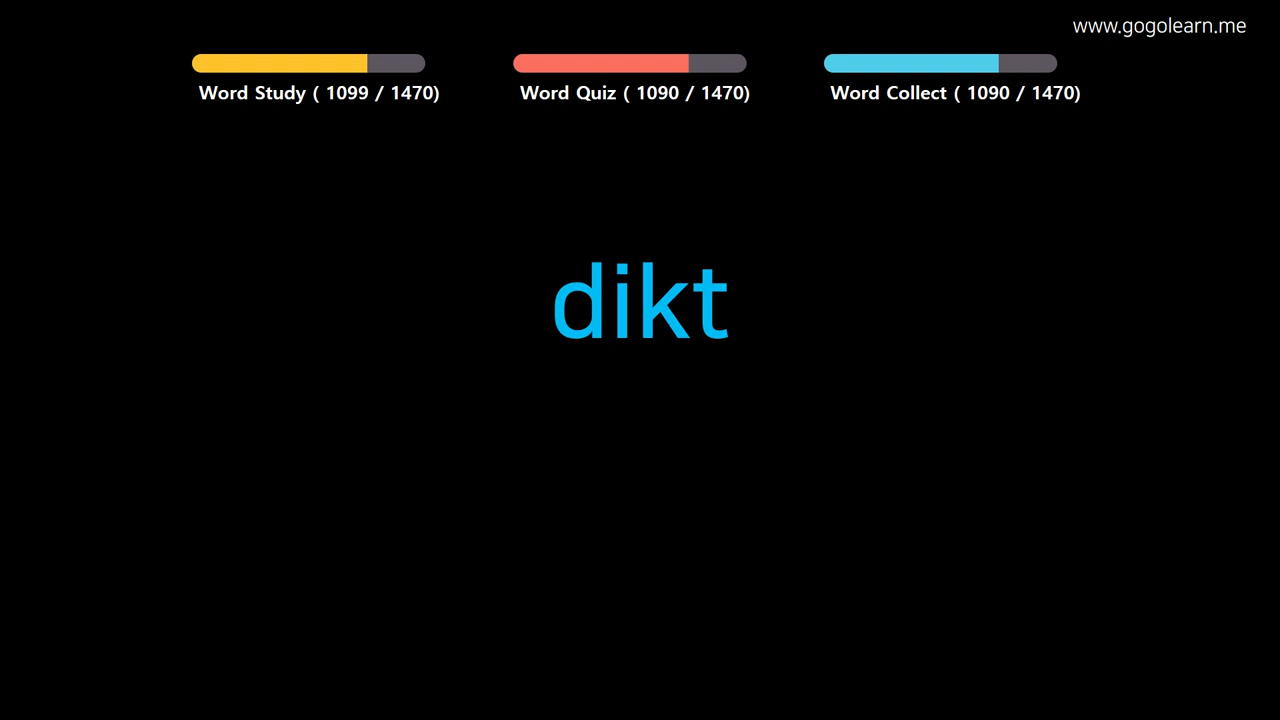 www.gogolearn.me
Word Study ( 1099 / 1470)
Word Quiz ( 1090 / 1470)
Word Collect ( 1090 / 1470)
dikt